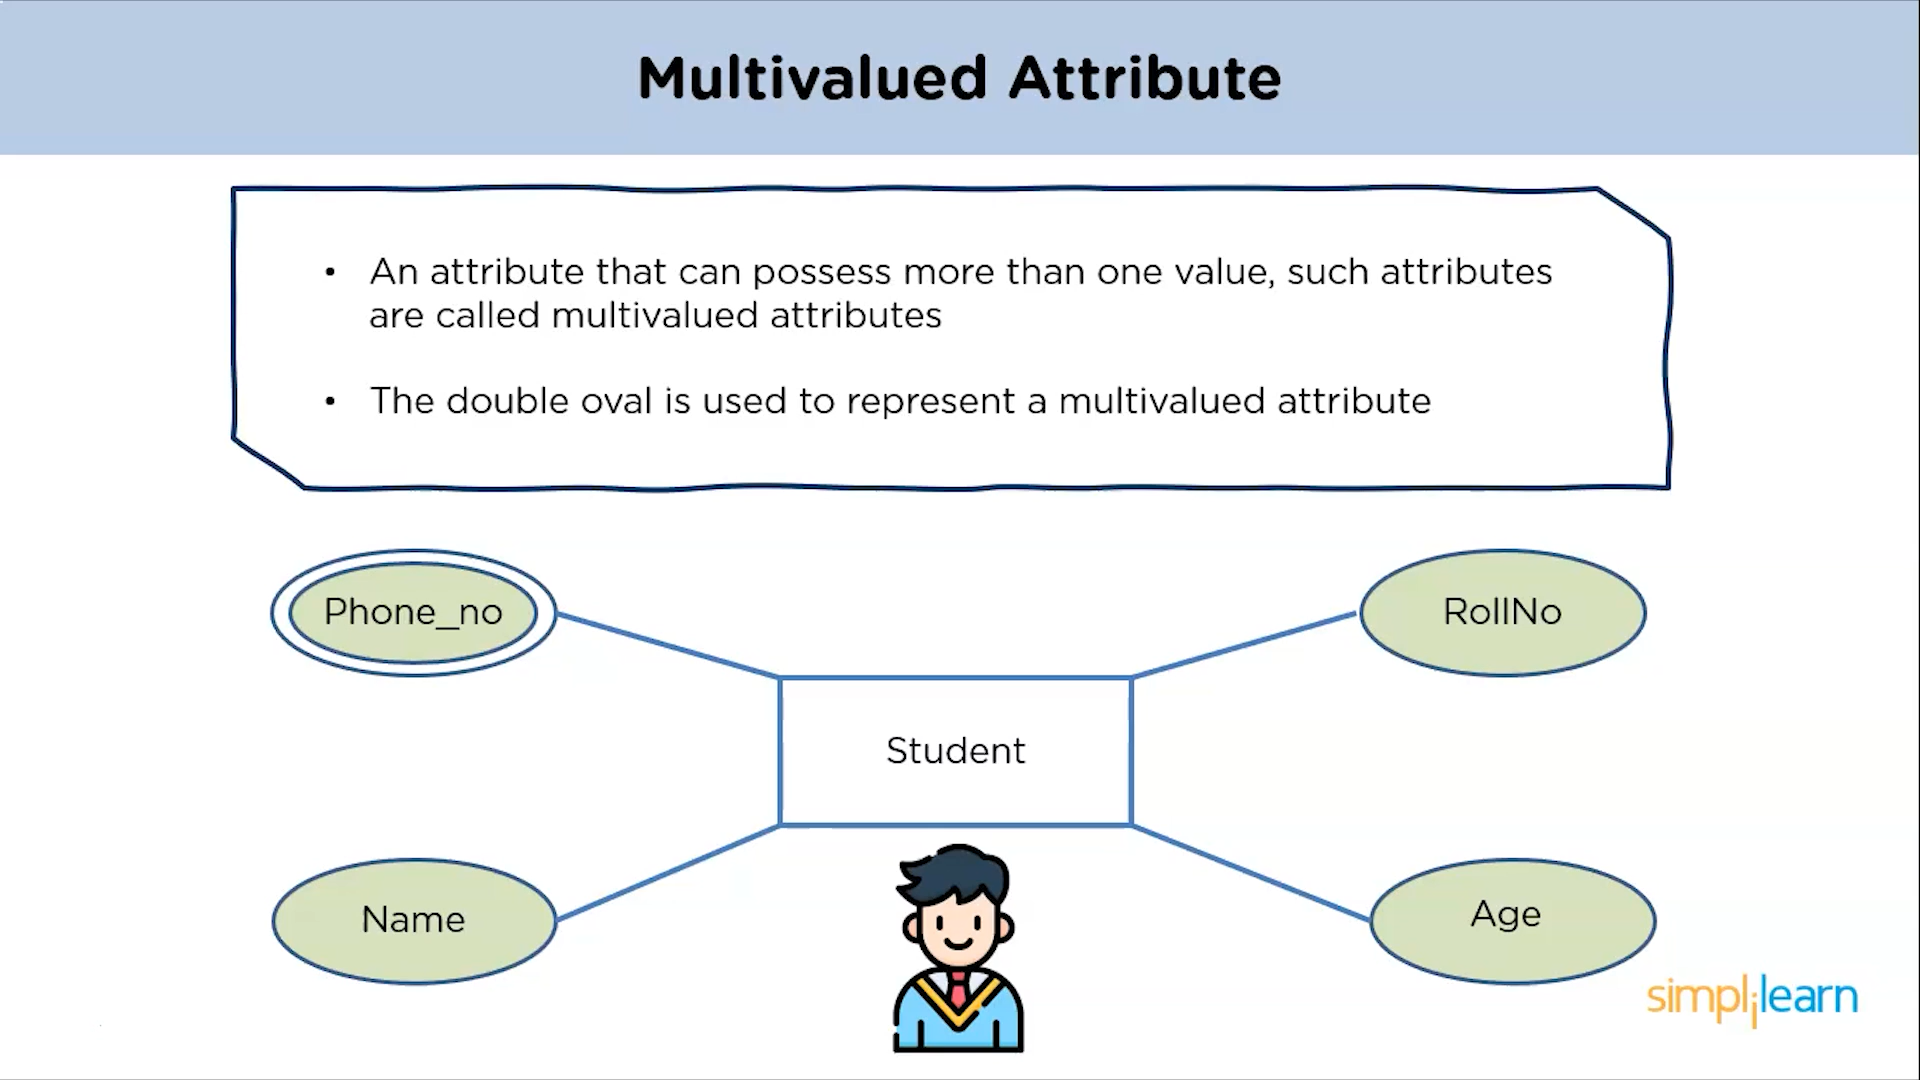 Multivalued Attribute
• An attribute that can possess more than one value, such attributes
are called multivalued attributes
• The double oval is used to represent a multivalued attribute
Phone_no
RollNo
Student
Name
Age
simplilearn